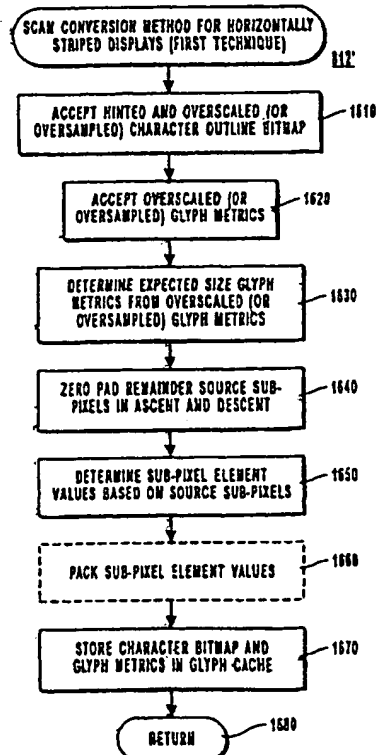 SCAN CONVERSION METHOD FOR HORIZONTALLY
STRIPED DISPLAYS (FIRST TECHNIQUE)
812'
ACCEPT HINTED AND OVERSCALED (OR
OVERSAMPLED) CHARACTER OUTLINE BITMAP
1610
ACCEPT OVERSCALED (OR
OVERSAMPLED) GLYPH METRICS
1620
DETERMINE EXPECTED SIZE GLYPH
METRICS FROM OVERSCALED (OR
OVERSAMPLED) GLYPH METRICS
1630
ZERO PAD REMAINDER SOURCE SUB-
PIXELS IN ASCENT AND DESCENT
1640
DETERMINE SUB-PIXEL ELEMENT
VALUES BASED ON SOURCE SUB-PIXELS
1650
PACK SUB-PIXEL ELEMENT VALUES
1660
STORE CHARACTER BITMAP AND
GLYPH METRICS IN GLYPH CACHE
1670
RETURN
1680